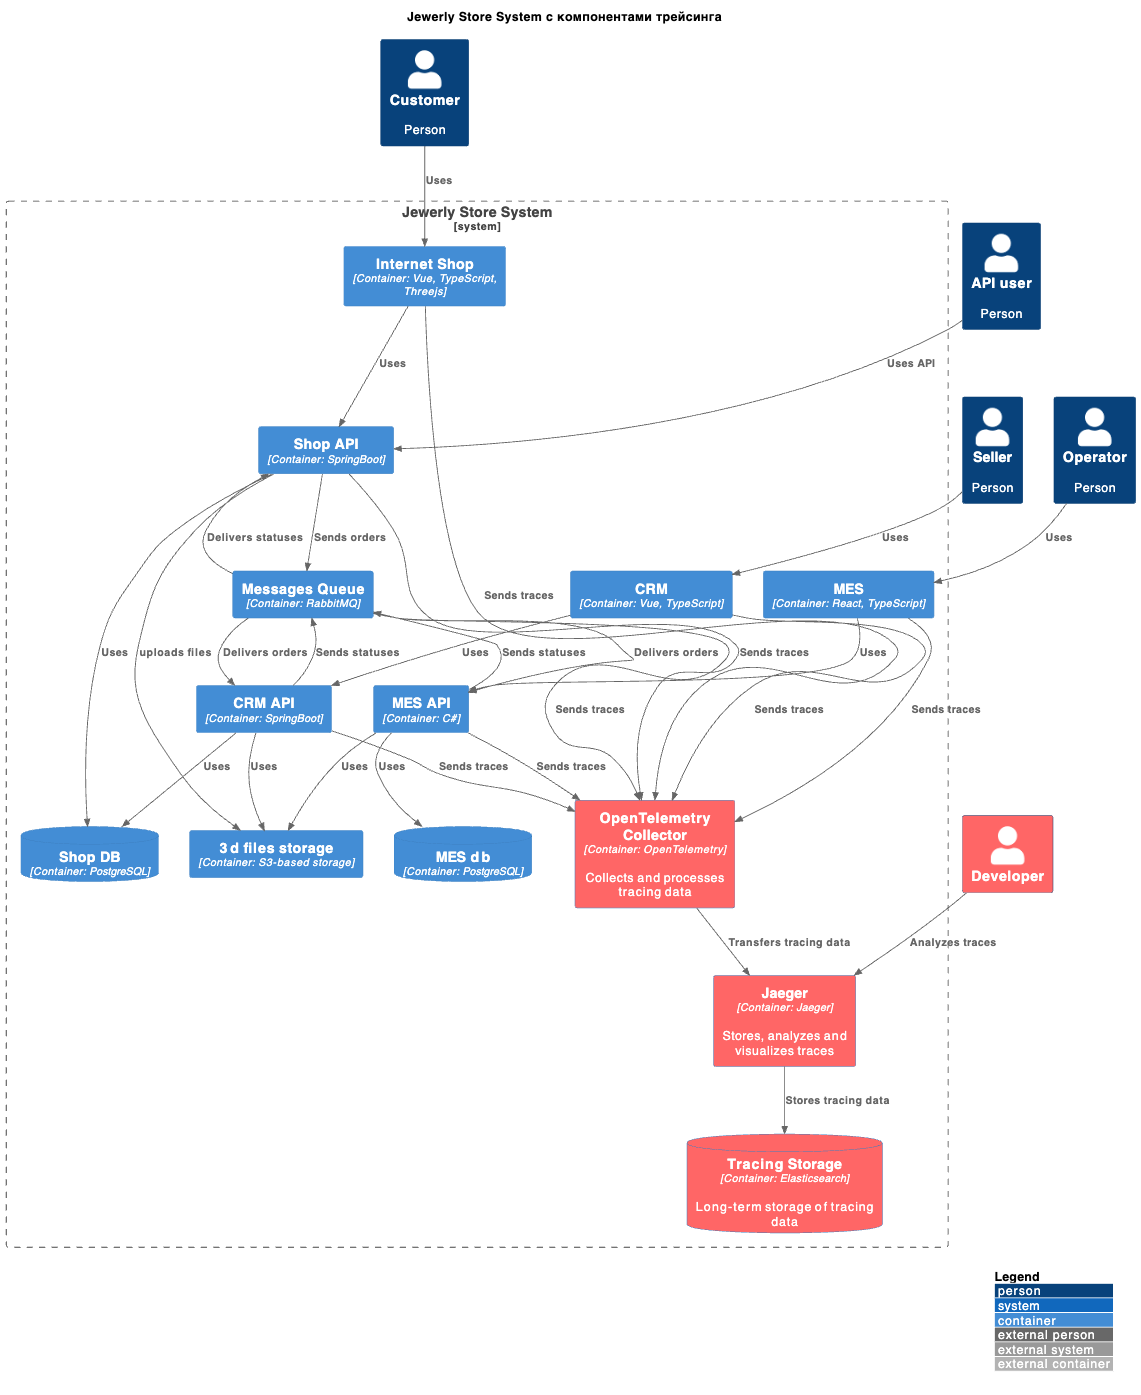 Jewerly Store System с компонентами трейсинга
Customer
Person
Uses
Jewerly Store System
[system]
Internet Shop
[Container: Vue, TypeScript,
Threejs]
API user
Person
Uses
Uses API
Shop API
[Container: SpringBoot]
Seller
Person
Operator
Person
Delivers statuses
Sends orders
Uses
Uses
Messages Queue
[Container: RabbitMQ]
Sends traces
CRM
[Container: Vue, TypeScript]
MES
[Container: React, TypeScript]
Uses
uploads files
Delivers orders
Sends statuses
Uses
Sends statuses
Delivers orders
Sends traces
Uses
CRM API
[Container: SpringBoot]
MES API
[Container: C#]
Sends traces
Sends traces
Sends traces
Uses
Uses
Uses
Uses
Sends traces
Sends traces
Shop DB
[Container: PostgreSQL]
3d files storage
[Container: S3-based storage]
MES db
[Container: PostgreSQL]
OpenTelemetry
Collector
[Container: OpenTelemetry]
Collects and processes
tracing data
Developer
Transfers tracing data
Analyzes traces
Jaeger
[Container: Jaeger]
Stores, analyzes and
visualizes traces
Stores tracing data
Tracing Storage
[Container: Elasticsearch]
Long-term storage of tracing
data
Legend
person
system
container
external person
external system
external container